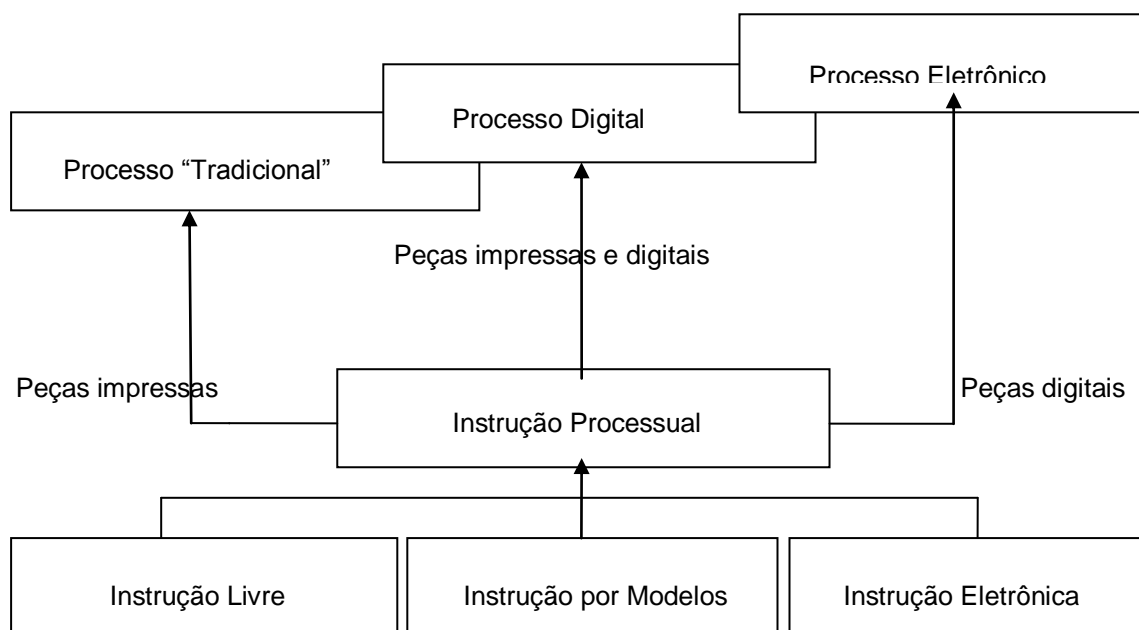 Processo Eletrônico
Processo Digital
Processo “Tradicional”
Peças impressas e digitais
Peças impressas
Peças digitais
Instrução Processual
Instrução Livre
Instrução por Modelos
Instrução Eletrônica